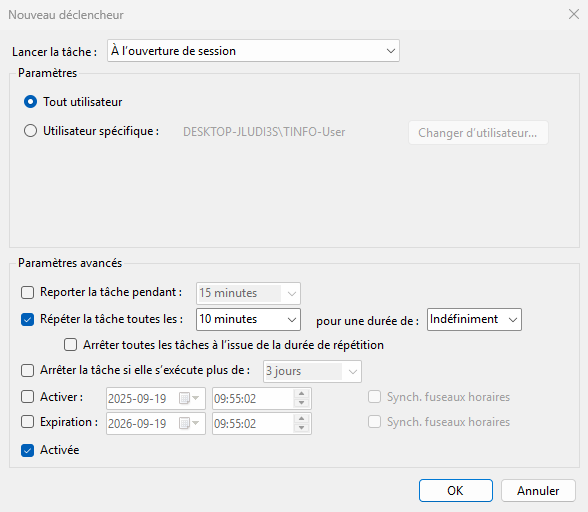 Nouveau déclencheur
Lancer la tâche : À l’ouverture de session
Paramètres
Tout utilisateur
Utilisateur spécifique : DESKTOP-JLUDI3S\TINFO-User Changer d’utilisateur...
Paramètres avancés
Reporter la tâche pendant : 15 minutes
Répéter la tâche toutes les : 10 minutes pour une durée de : Indéfiniment
Arrêter toutes les tâches à l’issue de la durée de répétition
Arrêter la tâche si elle s’exécute plus de : 3 jours
Activer : 2025-09-19 09:55:02 Synch. fuseaux horaires
Expiration : 2026-09-19 09:55:02 Synch. fuseaux horaires
Activée
OK Annuler